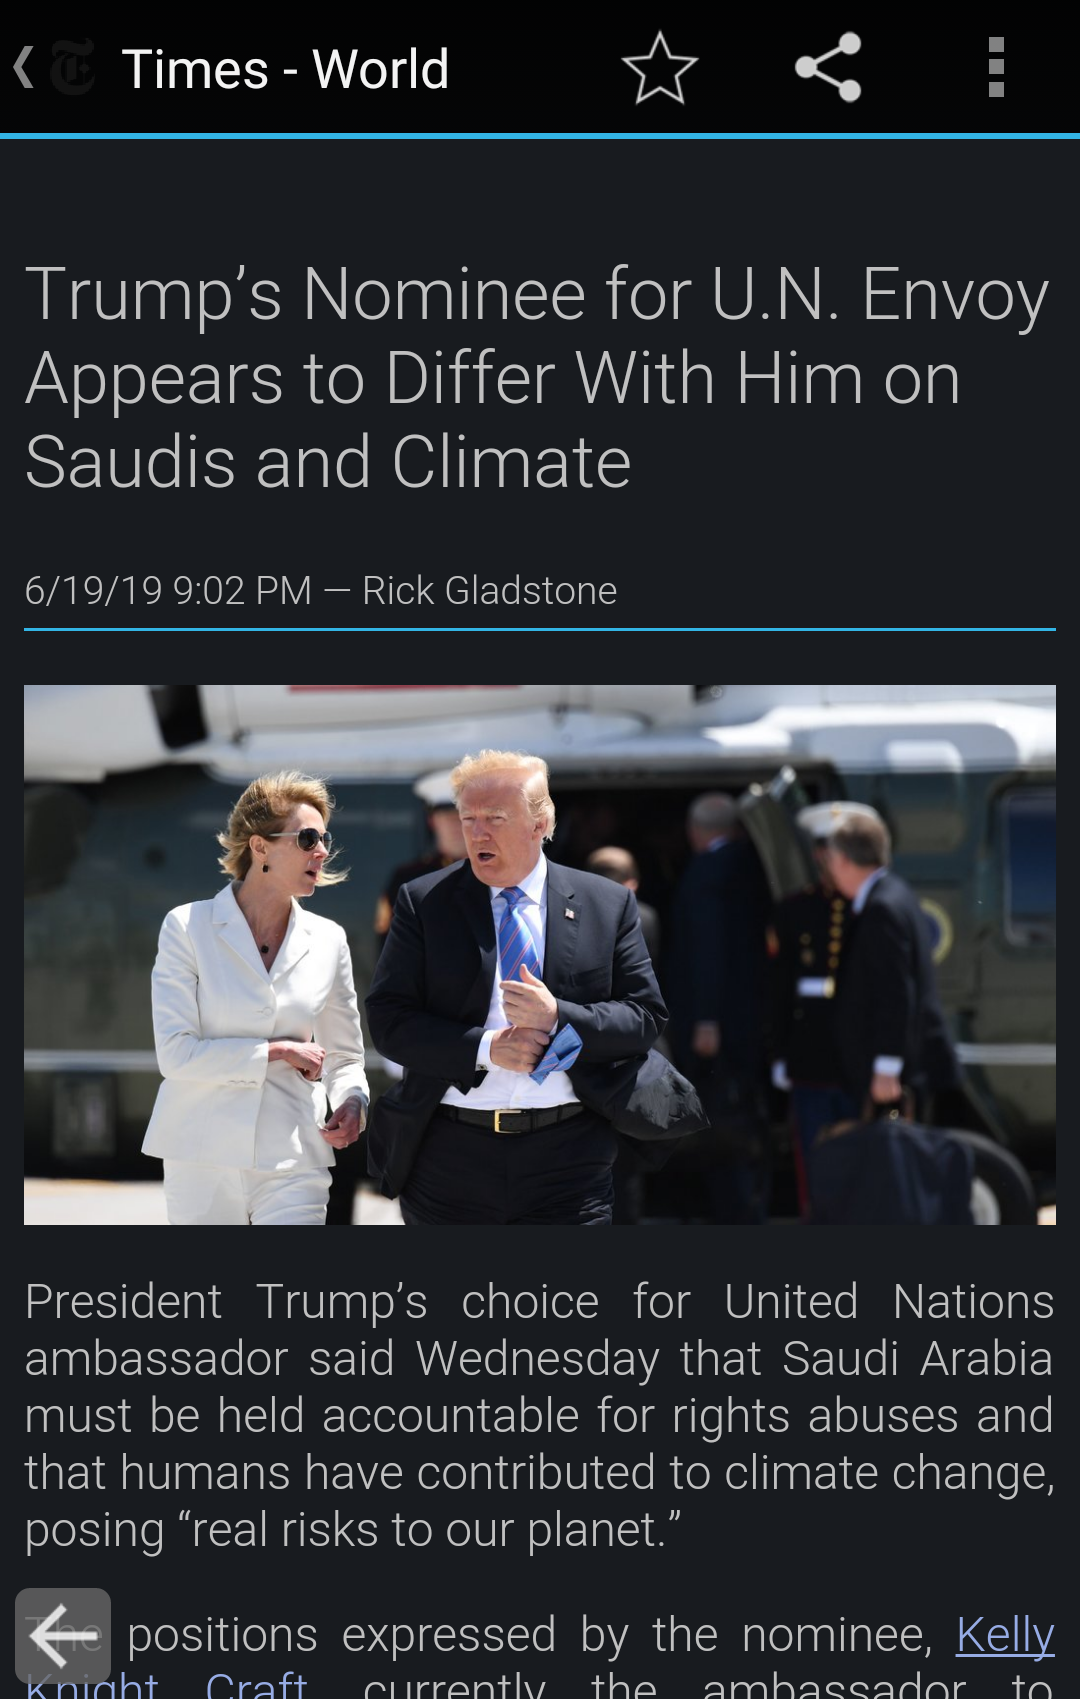 Times - World
Trump’s Nominee for U.N. Envoy
Appears to Differ With Him on
Saudis and Climate
6/19/19 9:02 PM — Rick Gladstone
President Trump’s choice for United Nations
ambassador said Wednesday that Saudi Arabia
must be held accountable for rights abuses and
that humans have contributed to climate change,
posing “real risks to our planet.”
The positions expressed by the nominee, Kelly
Knight Craft, currently the ambassador to